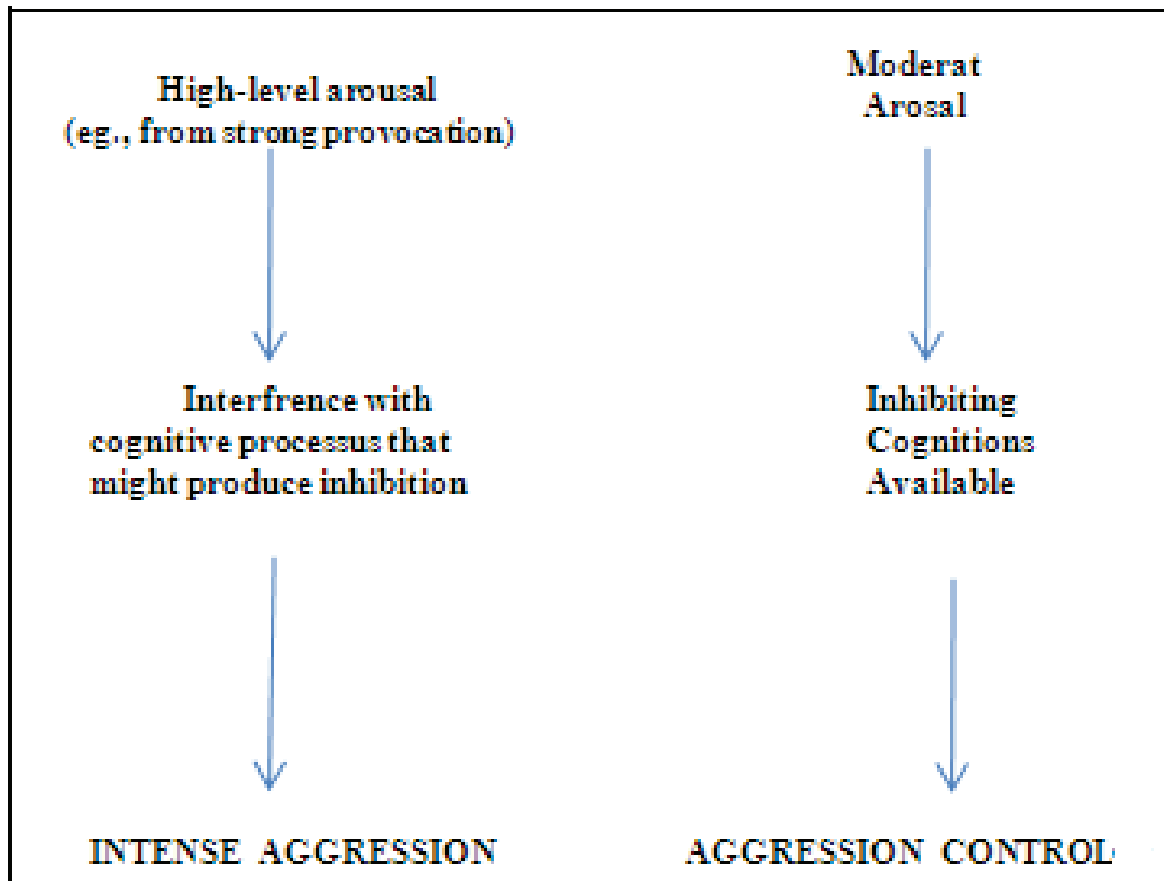 High-level arousal
(eg., from strong provocation)
Interfrence with
cognitive processus that
might produce inhibition
INTENSE AGGRESSION
Moderat
Arosal
Inhibiting
Cognitions
Available
AGGRESSION CONTROL